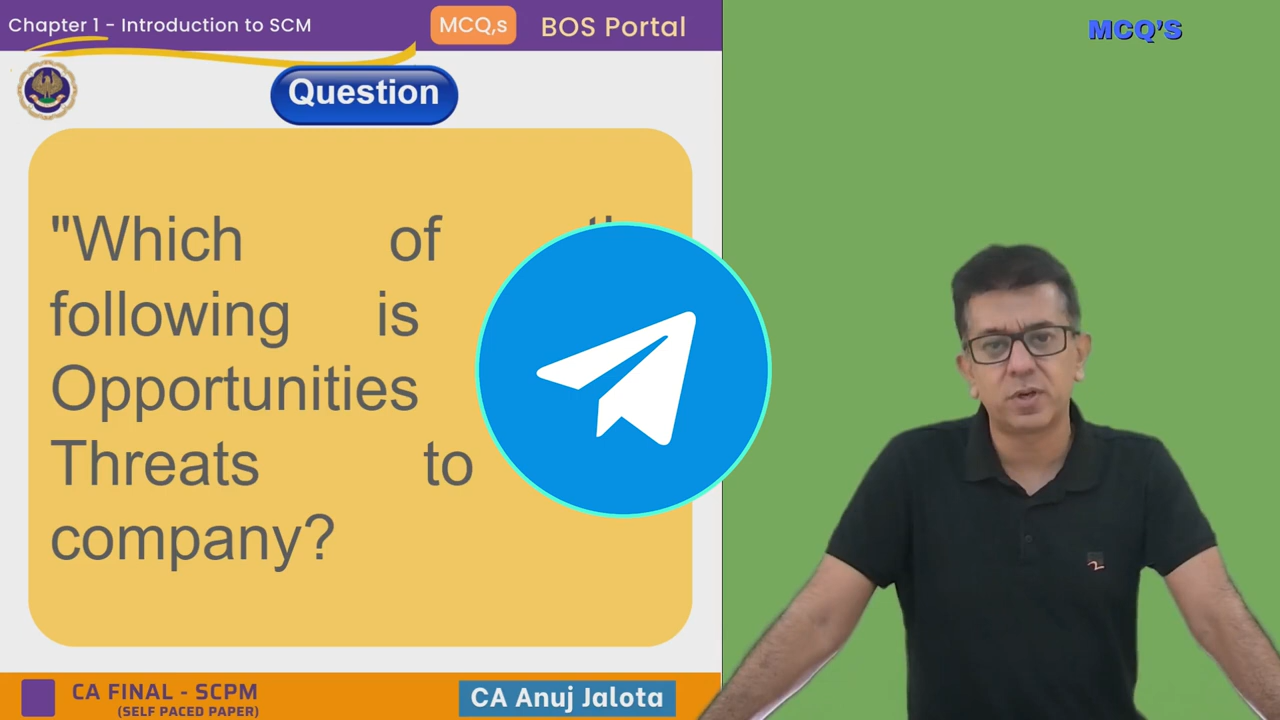 Chapter 1 - Introduction to SCM
MCQ,s
BOS Portal
MCQ'S
Question
"Which of
following is
Opportunities
Threats to
company?
CA FINAL - SCPM
(SELF PACED PAPER)
CA Anuj Jalota